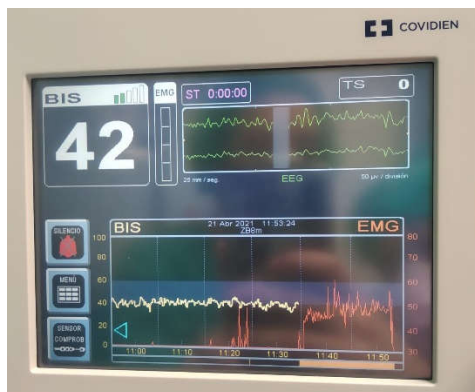 COVIDIEN
BIS
EMG
ST 0:00:00
TS 0
42
25 mm / seg.
EEG
50 µv / división
SILENCIO
MENÚ
SENSOR
COMPROB
BIS
21 Abr 2021 11:53:24
EMG
ZB8m
100
80
60
40
20
0
80
70
60
50
40
30
11:00
11:10
11:20
11:30
11:40
11:50